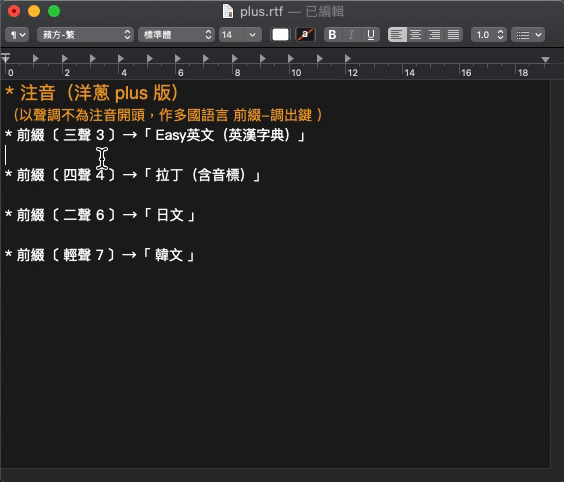 plus.rtf — 已編輯
¶ 蘋方-繁 標準體 14 a B I U 1.0
0 2 4 6 8 10 12 14 16 18
* 注音（洋蔥 plus 版）
（以聲調不為注音開頭，作多國語言 前綴-調出鍵 ）
* 前綴〔 三聲 3 〕→「 Easy英文（英漢字典）」
* 前綴〔 四聲 4 〕→「 拉丁（含音標）」
* 前綴〔 二聲 6 〕→「 日文 」
* 前綴〔 輕聲 7 〕→「 韓文 」